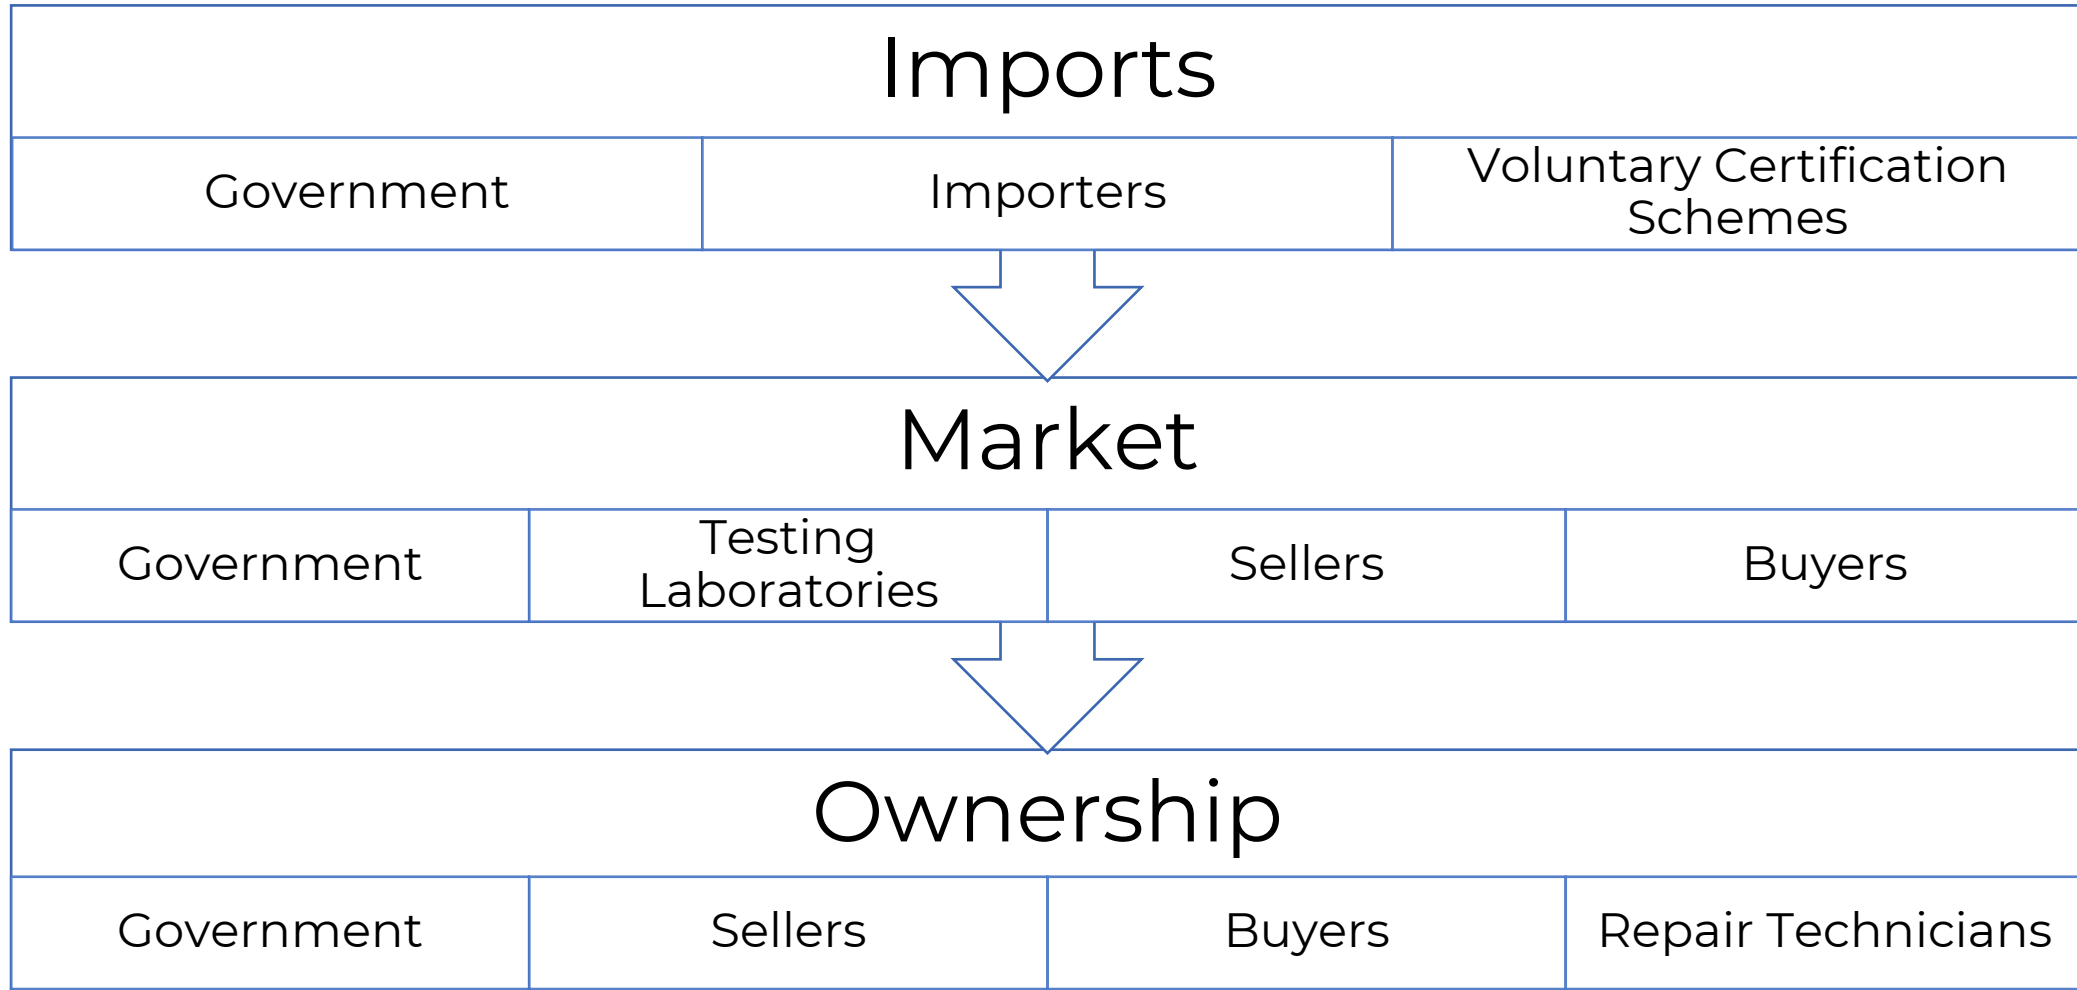 Imports
Government
Importers
Voluntary Certification
Schemes
Market
Government
Testing
Laboratories
Sellers
Buyers
Ownership
Government
Sellers
Buyers
Repair Technicians